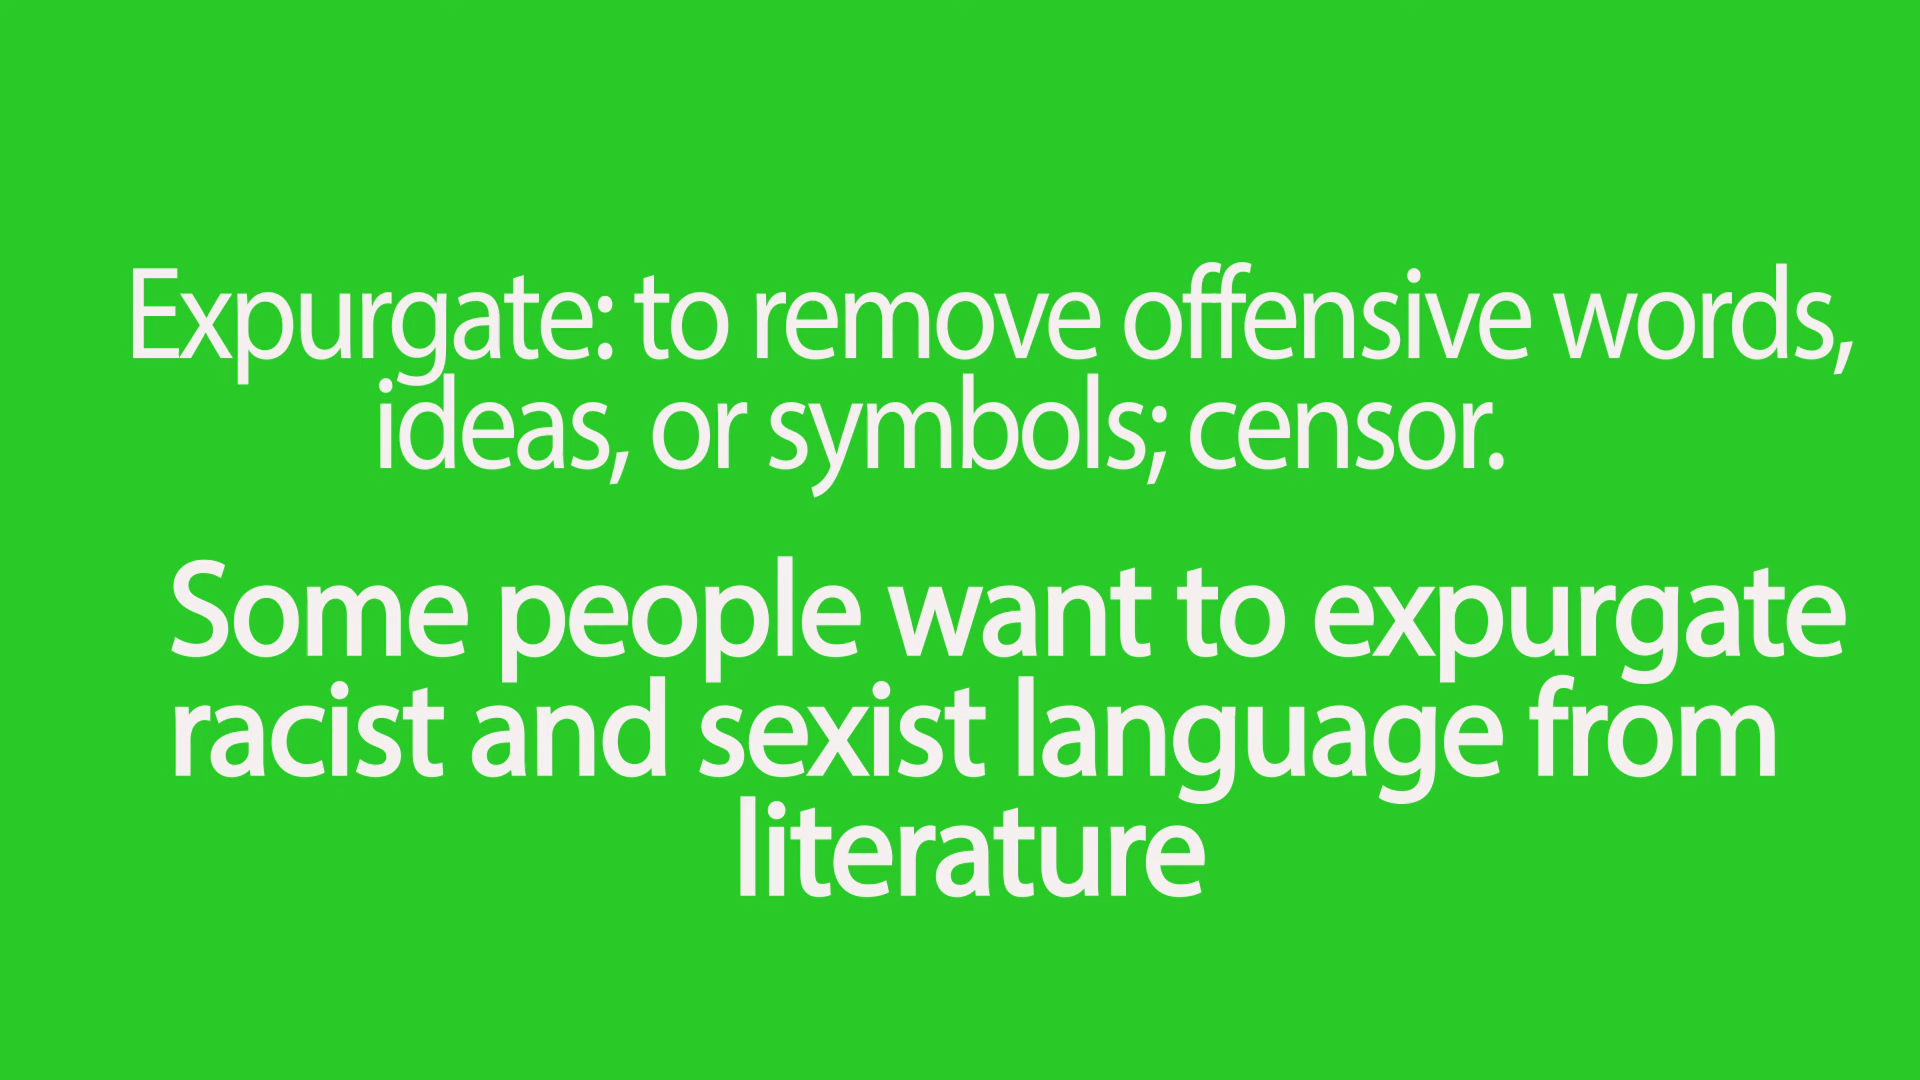 Expurgate: to remove offensive words,
ideas, or symbols; censor.
Some people want to expurgate
racist and sexist language from
literature